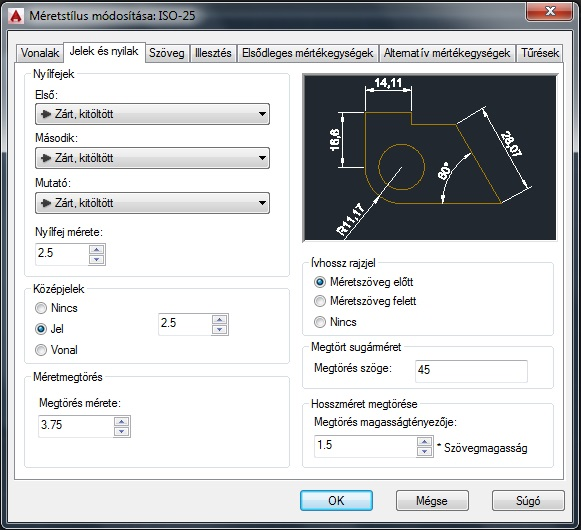 Méretstílus módosítása: ISO-25
Vonalak
Jelek és nyilak
Szöveg
Illesztés
Elsődleges mértékegységek
Alternatív mértékegységek
Tűrések
Nyílfejek
Első:
Zárt, kitöltött
Második:
Zárt, kitöltött
Mutató:
Zárt, kitöltött
Nyílfej mérete:
2.5
Középjelek
Nincs
Jel
2.5
Vonal
Méretmegtörés
Megtörés mérete:
3.75
14,11
16,6
28,07
60°
R11,17
Ívhossz rajzjel
Méretszöveg előtt
Méretszöveg felett
Nincs
Megtört sugárméret
Megtörés szöge:
45
Hosszméret megtörése
Megtörés magasságtényezője:
1.5
* Szövegmagasság
OK
Mégse
Súgó